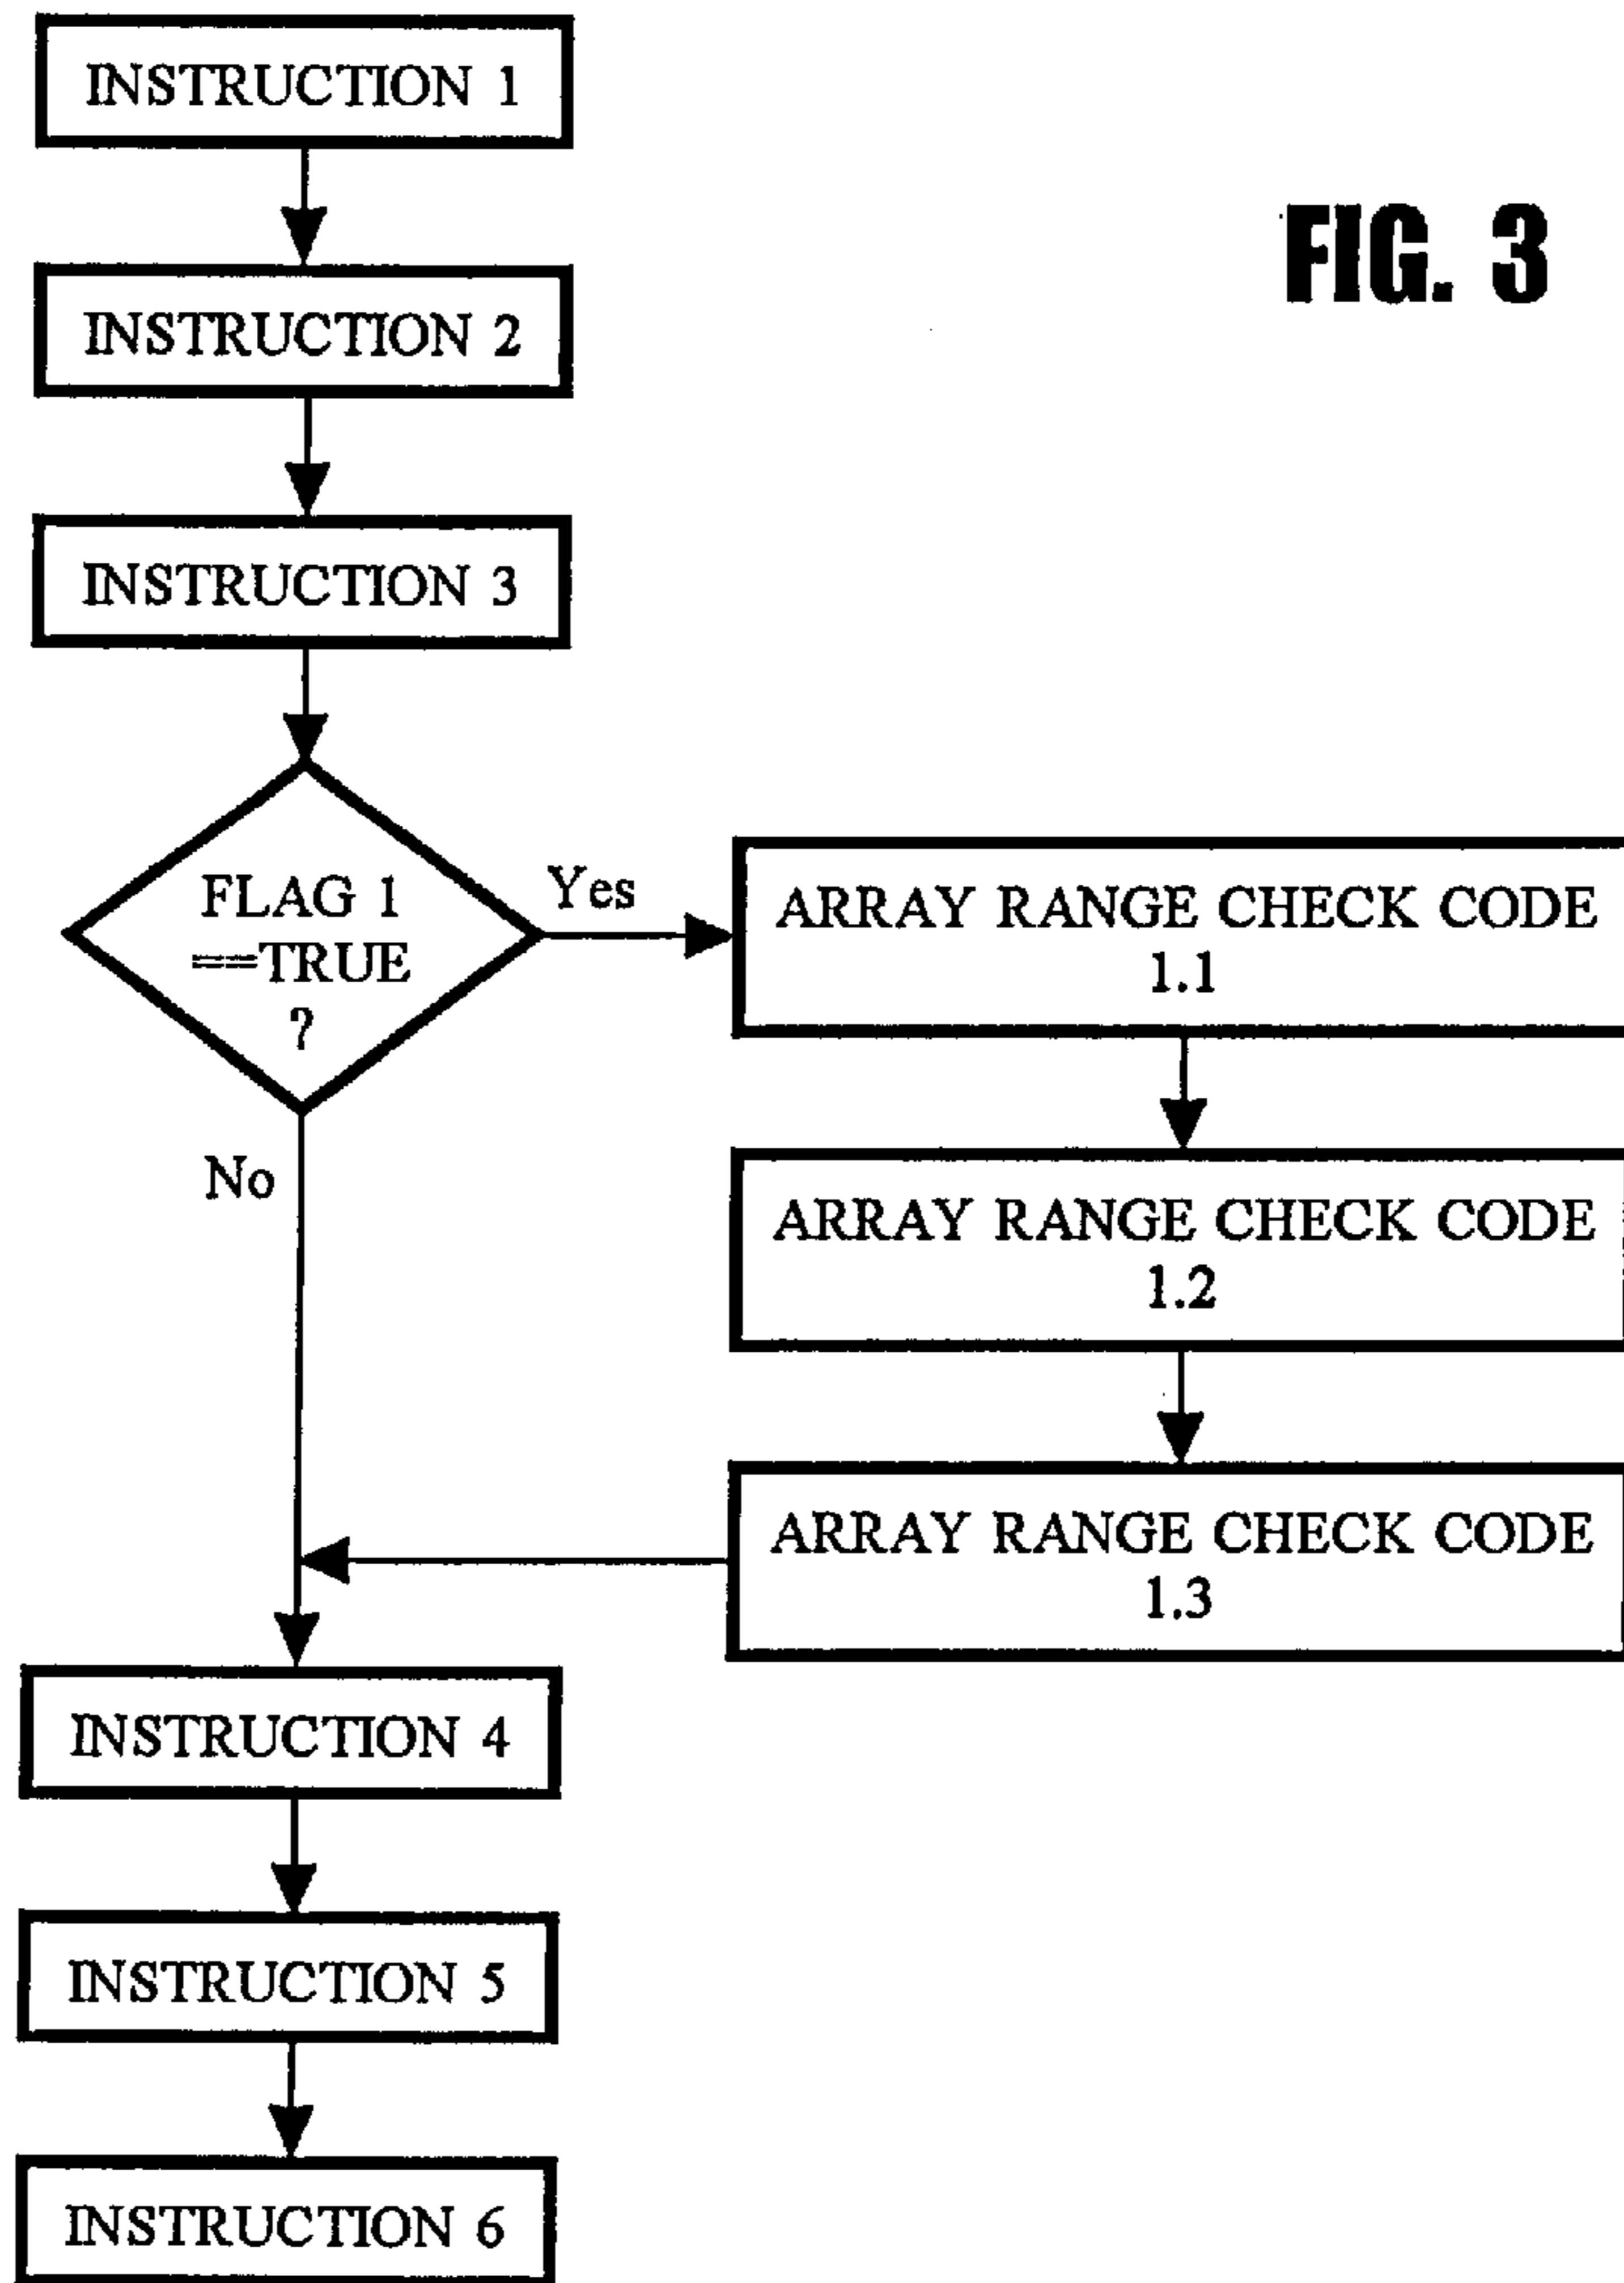 FIG. 3
INSTRUCTION 1
INSTRUCTION 2
INSTRUCTION 3
FLAG 1
==TRUE
?
Yes
No
ARRAY RANGE CHECK CODE
1.1
ARRAY RANGE CHECK CODE
1.2
ARRAY RANGE CHECK CODE
1.3
INSTRUCTION 4
INSTRUCTION 5
INSTRUCTION 6